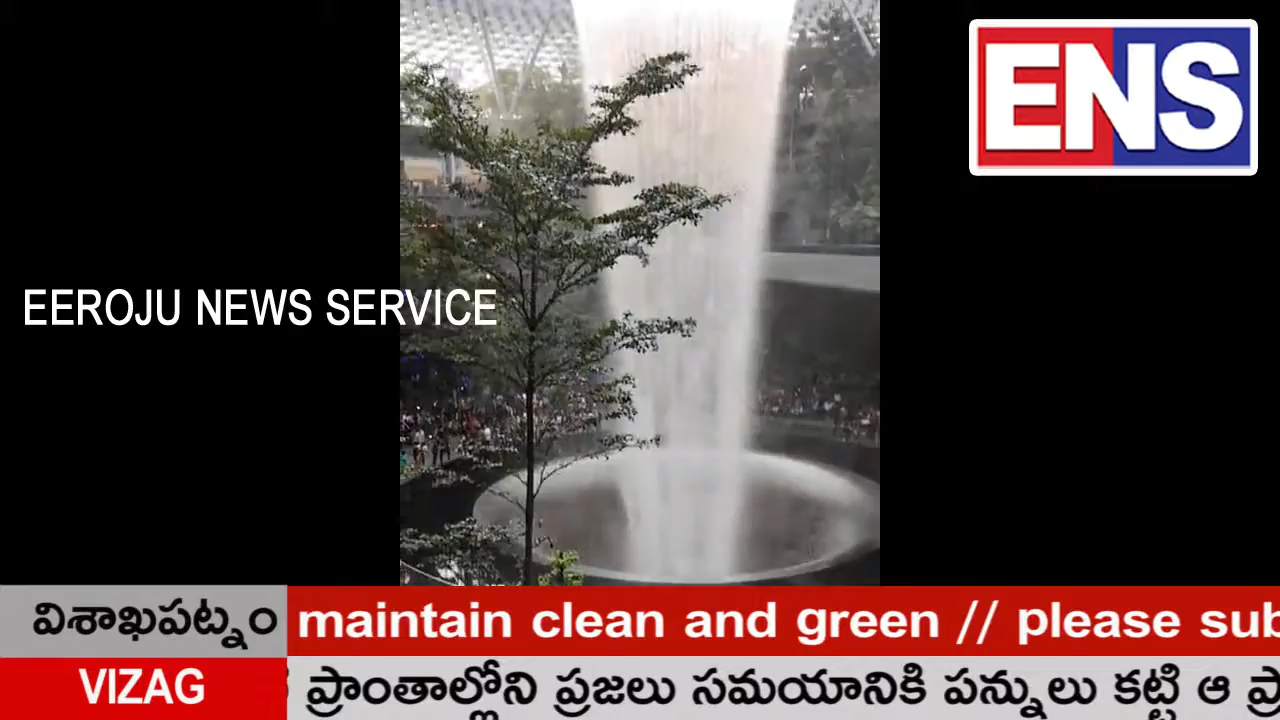 ENS
EEROJU NEWS SERVICE
విశాఖపట్నం
maintain clean and green // please sub
VIZAG
ప్రాంతాల్లోని ప్రజలు సమయానికి పన్నులు కట్టి ఆ ప్రా